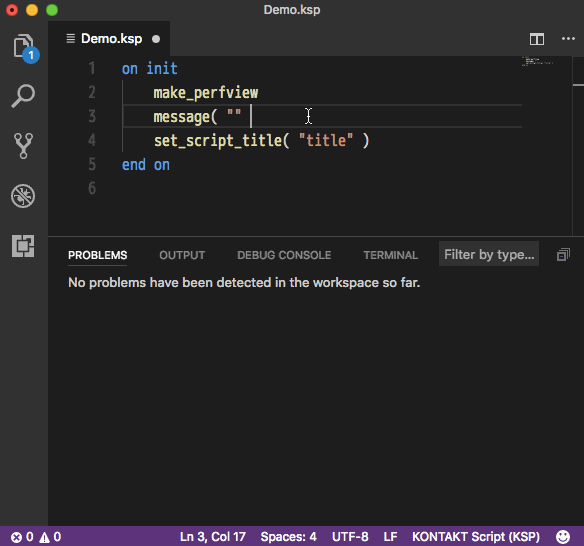 Demo.ksp
Demo.ksp
1
1 on init
2 make_perfview
3 message( ""
4 set_script_title( "title" )
5 end on
6
PROBLEMS OUTPUT DEBUG CONSOLE TERMINAL Filter by type...
No problems have been detected in the workspace so far.
0 0 Ln 3, Col 17 Spaces: 4 UTF-8 LF KONTAKT Script (KSP)